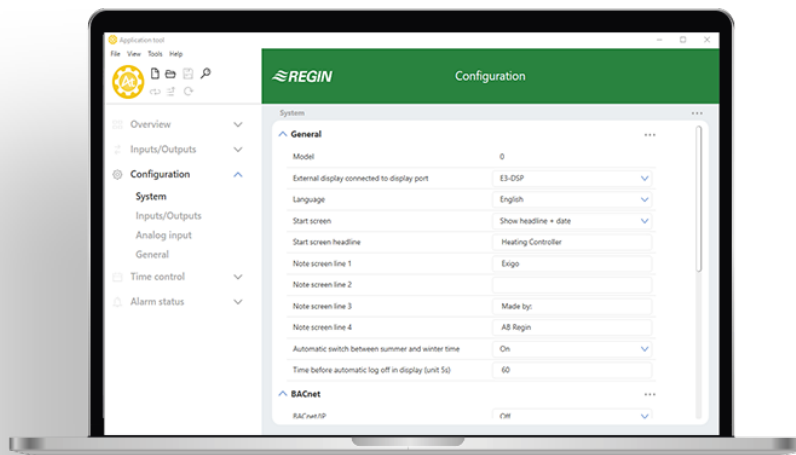 Application tool
File View Tools Help
At
REGIN
Configuration
Overview
Inputs/Outputs
Configuration
System
Inputs/Outputs
Analog input
General
Time control
Alarm status
System
General
Model 0
External display connected to display port E3-DSP
Language English
Start screen Show headline + date
Start screen headline Heating Controller
Note screen line 1 Exigo
Note screen line 2
Note screen line 3 Made by:
Note screen line 4 AB Regin
Automatic switch between summer and winter time On
Time before automatic log off in display (unit 5s) 60
BACnet
BACnet/IP Off